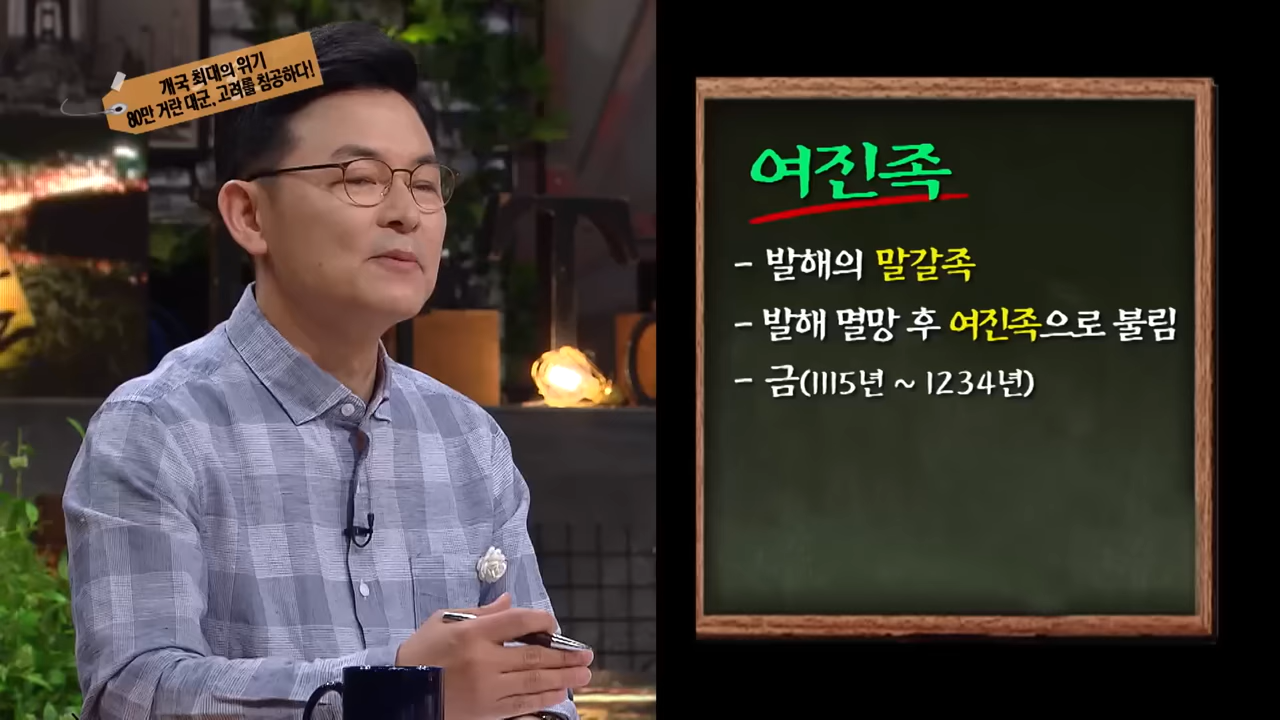 개국 최대의 위기
80만 거란 대군, 고려를 침공하다!
여진족
- 발해의 말갈족
- 발해 멸망 후 여진족으로 불림
- 금(1115년 ~ 1234년)